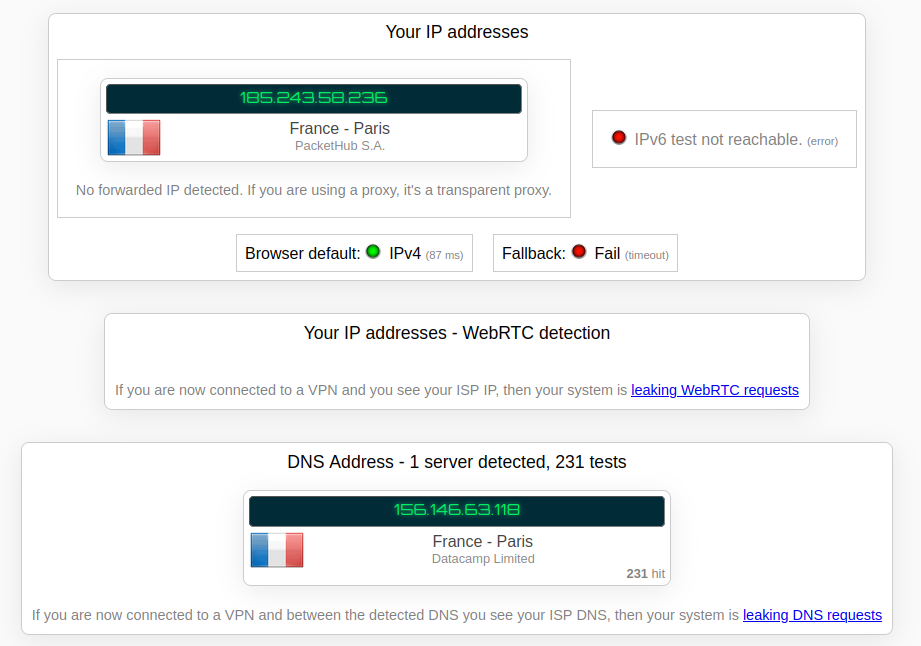 Your IP addresses
185.243.58.236
France - Paris
PacketHub S.A.
No forwarded IP detected. If you are using a proxy, it's a transparent proxy.
IPv6 test not reachable. (error)
Browser default: IPv4 (87 ms)
Fallback: Fail (timeout)
Your IP addresses - WebRTC detection
If you are now connected to a VPN and you see your ISP IP, then your system is leaking WebRTC requests
DNS Address - 1 server detected, 231 tests
156.146.63.118
France - Paris
Datacamp Limited
231 hit
If you are now connected to a VPN and between the detected DNS you see your ISP DNS, then your system is leaking DNS requests